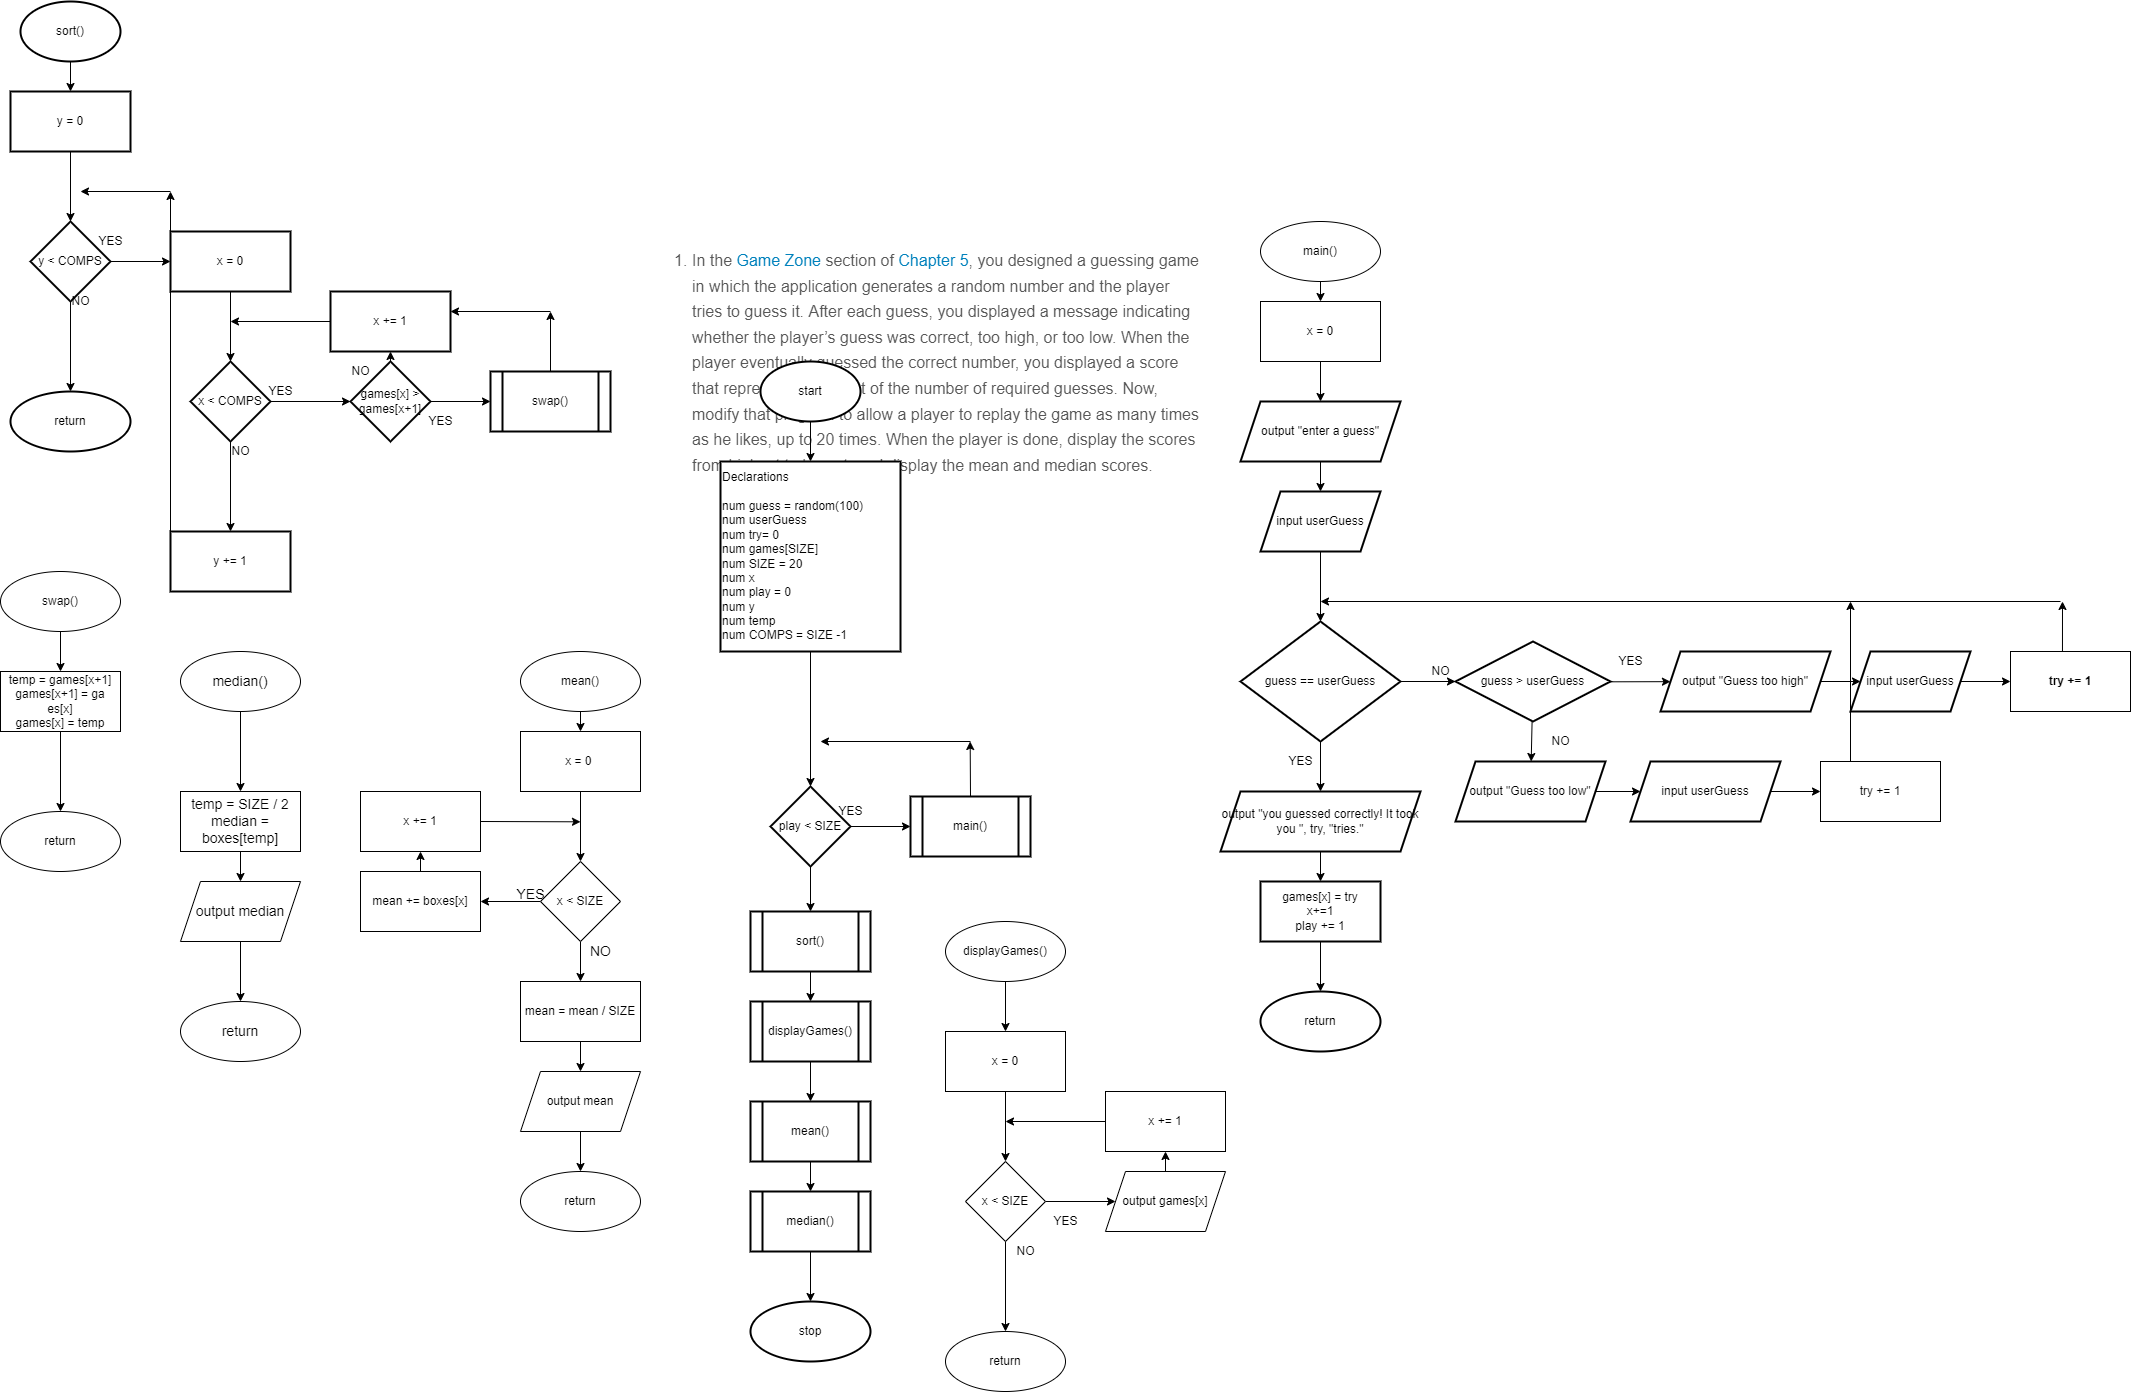 sort()
y = 0
YES
y < COMPS
x = 0
NO
x += 1
NO
YES
x < COMPS
games[x] >
games[x+1]
swap()
YES
return
NO
y += 1
swap()
temp = games[x+1]
games[x+1] = ga
es[x]
games[x] = temp
return
median()
temp = SIZE / 2
median =
boxes[temp]
output median
return
mean()
x = 0
x += 1
mean += boxes[x]
YES
x < SIZE
NO
mean = mean / SIZE
output mean
return
1. In the Game Zone section of Chapter 5, you designed a guessing game
in which the application generates a random number and the player
tries to guess it. After each guess, you displayed a message indicating
whether the player’s guess was correct, too high, or too low. When the
player eventually guessed the correct number, you displayed a score
that repre t of the number of required guesses. Now,
modify that to allow a player to replay the game as many times
as he likes, up to 20 times. When the player is done, display the scores
from display the mean and median scores.
start
Declarations
num guess = random(100)
num userGuess
num try= 0
num games[SIZE]
num SIZE = 20
num x
num play = 0
num y
num temp
num COMPS = SIZE -1
YES
play < SIZE
main()
sort()
displayGames()
mean()
median()
stop
displayGames()
x = 0
x += 1
x < SIZE
output games[x]
YES
NO
return
main()
x = 0
output "enter a guess"
input userGuess
guess == userGuess
NO
guess > userGuess
YES
output "Guess too high"
input userGuess
try += 1
NO
YES
output "Guess too low"
input userGuess
try += 1
output "you guessed correctly! It took
you ", try, "tries."
games[x] = try
x+=1
play += 1
return